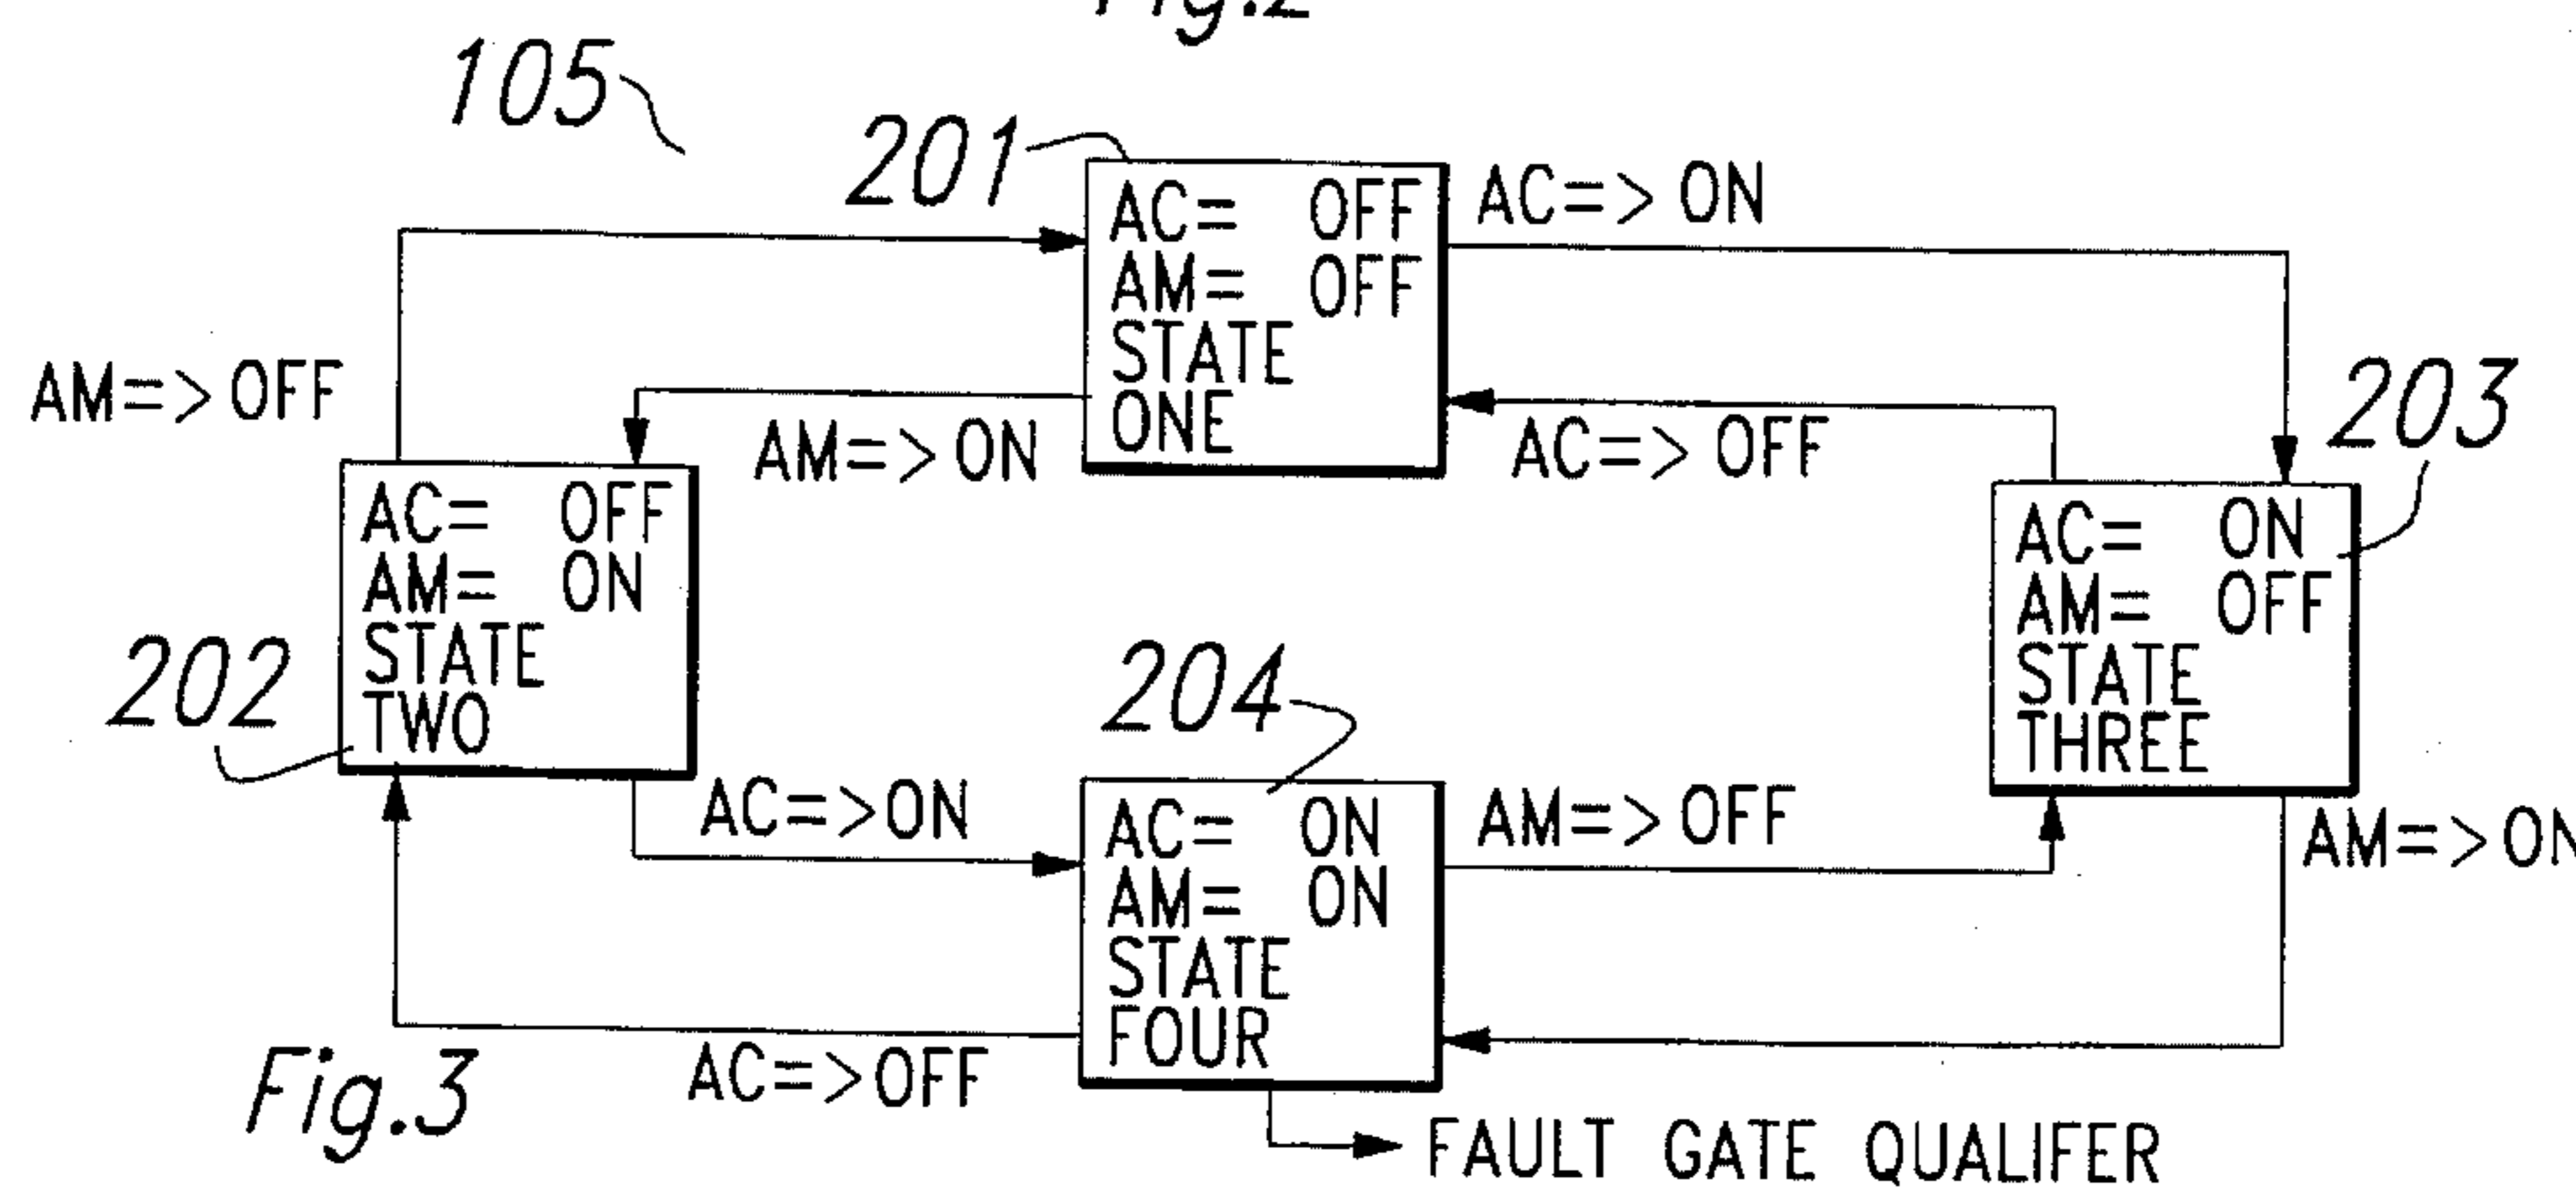 Fig.2
105
201
AC= OFF
AM= OFF
STATE
ONE
AC=> ON
AM=> OFF
AM=> ON
AC=> OFF
203
AC= OFF
AM= ON
STATE
TWO
202
AC= ON
AM= OFF
STATE
THREE
204
AC=>ON
AC= ON
AM= ON
STATE
FOUR
AM=> OFF
AM=> ON
AC=>OFF
Fig.3
FAULT GATE QUALIFER